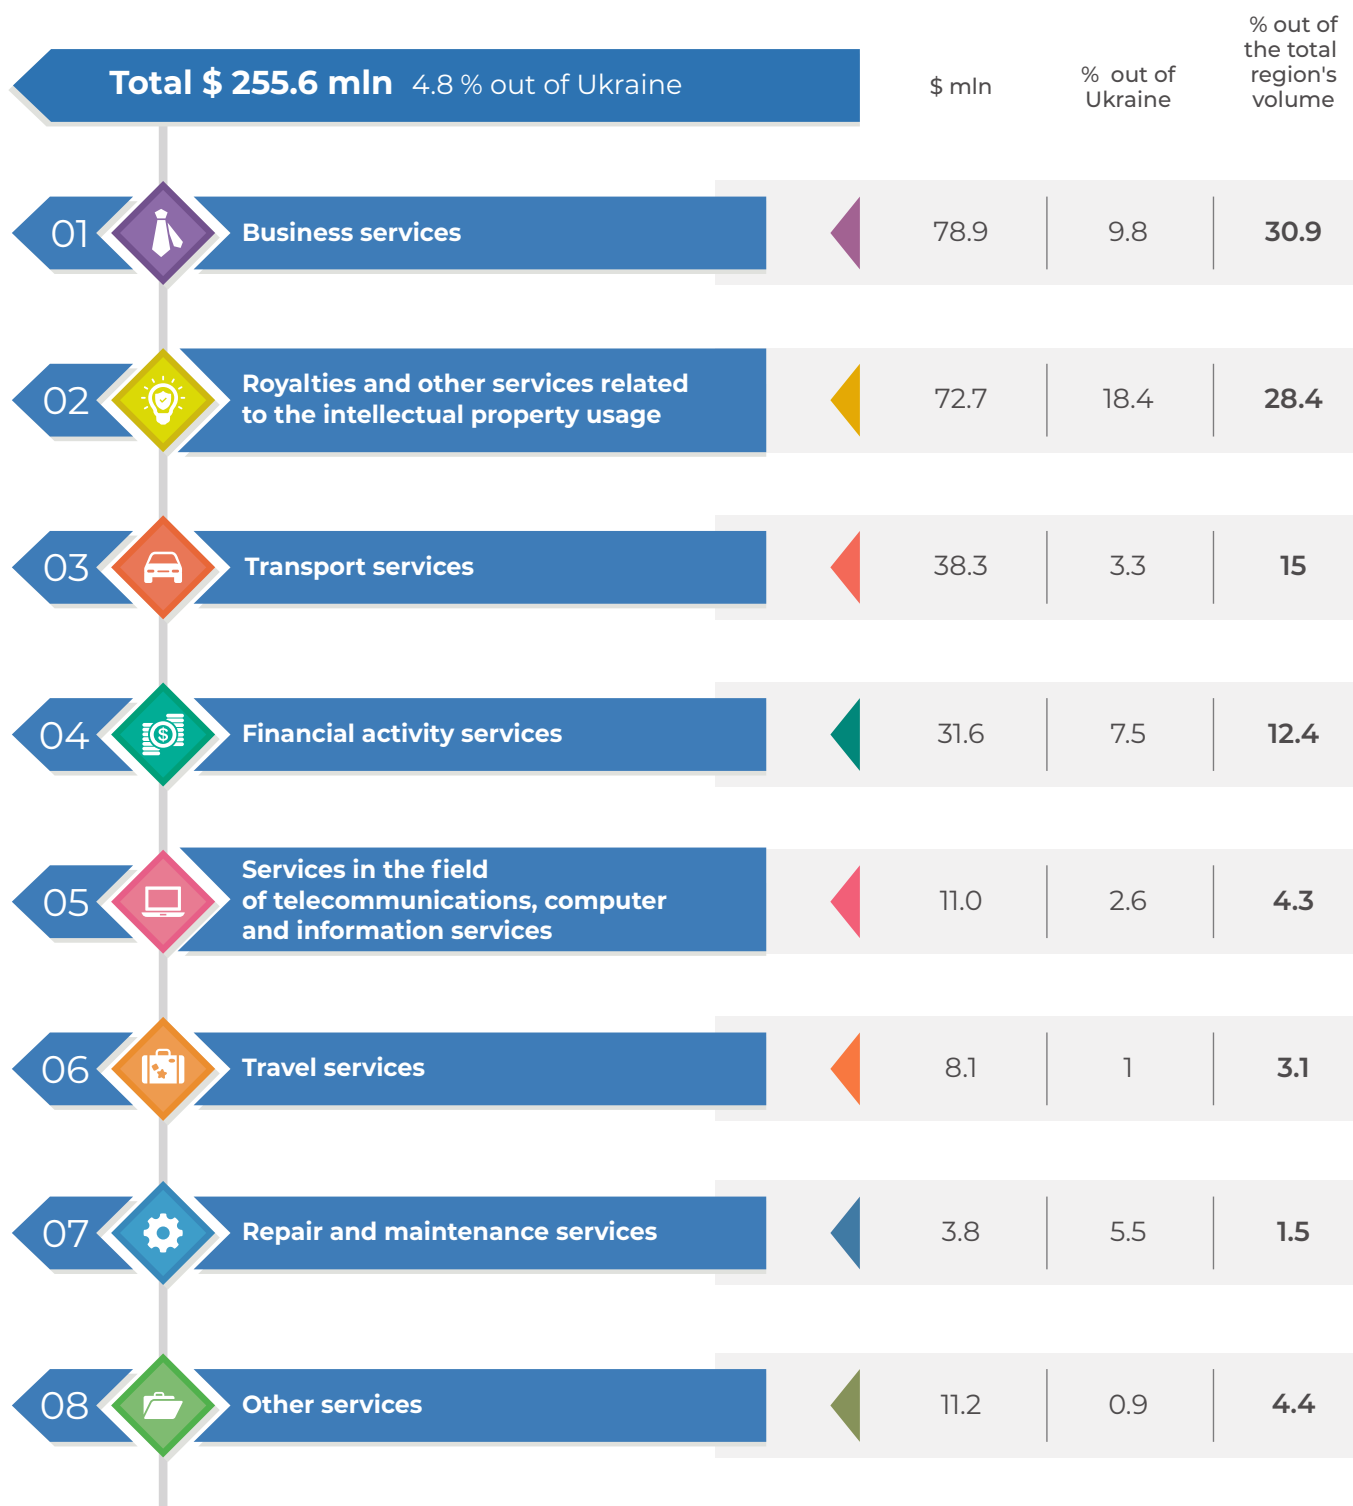 % out of
the total
region's
volume
Total $ 255.6 mln 4.8 % out of Ukraine
$ mln
% out of
Ukraine
01 Business services 78.9 9.8 30.9
02 Royalties and other services related
to the intellectual property usage 72.7 18.4 28.4
03 Transport services 38.3 3.3 15
04 $ Financial activity services 31.6 7.5 12.4
05 Services in the field
of telecommunications, computer
and information services 11.0 2.6 4.3
06 Travel services 8.1 1 3.1
07 Repair and maintenance services 3.8 5.5 1.5
08 Other services 11.2 0.9 4.4